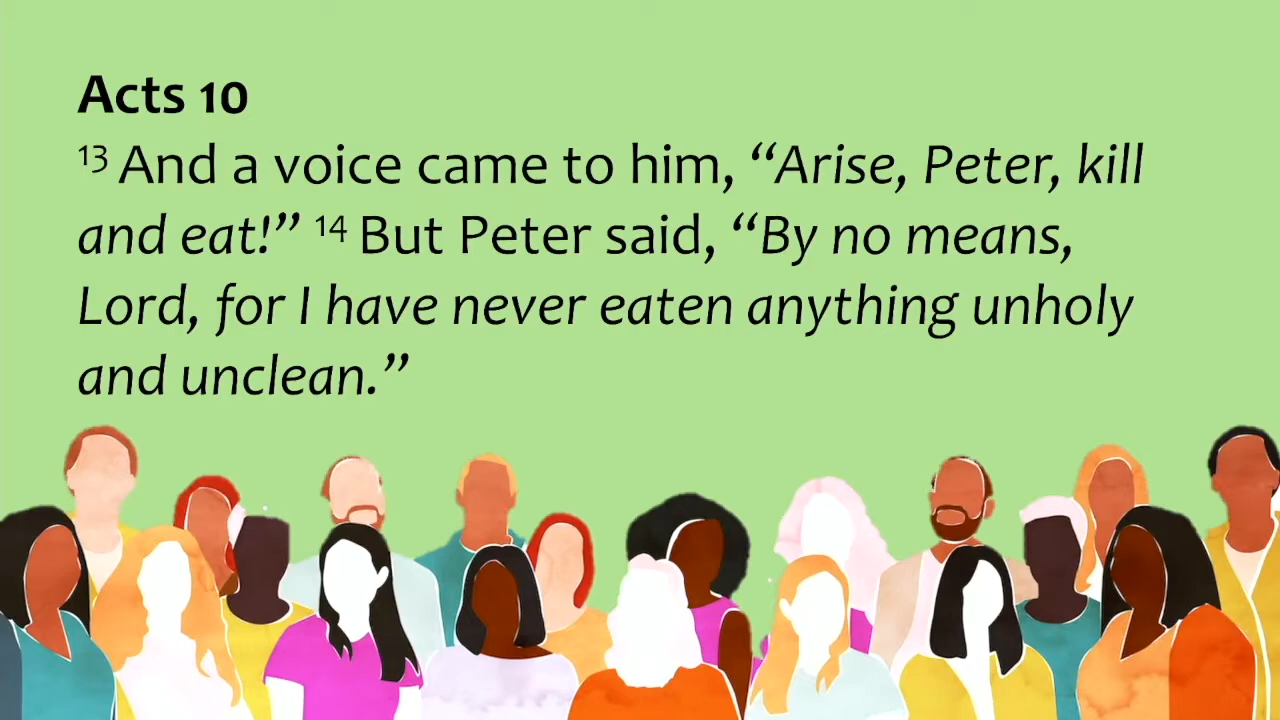 Acts 10
13 And a voice came to him, “Arise, Peter, kill
and eat!” 14 But Peter said, “By no means,
Lord, for I have never eaten anything unholy
and unclean.”